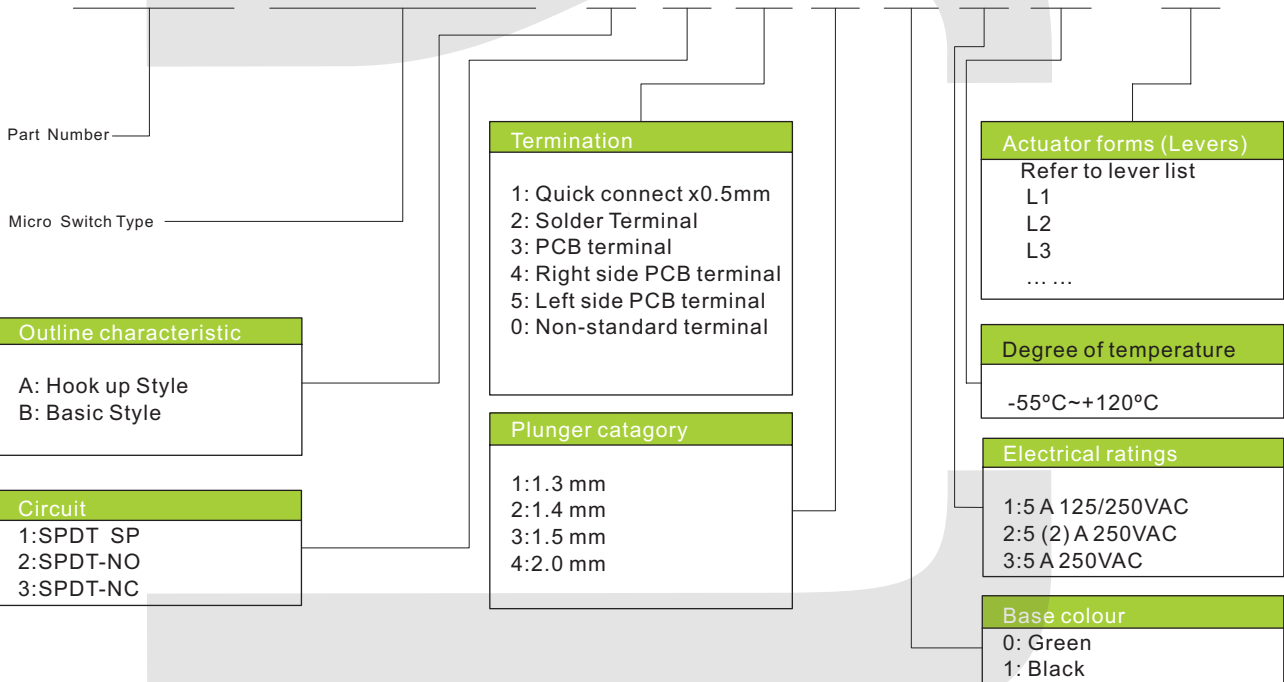 Part Number
Micro Switch Type
Outline characteristic
A: Hook up Style
B: Basic Style
Circuit
1:SPDT SP
2:SPDT-NO
3:SPDT-NC
Termination
1: Quick connect x0.5mm
2: Solder Terminal
3: PCB terminal
4: Right side PCB terminal
5: Left side PCB terminal
0: Non-standard terminal
Plunger catagory
1:1.3 mm
2:1.4 mm
3:1.5 mm
4:2.0 mm
Actuator forms (Levers)
Refer to lever list
L1
L2
L3
... ...
Degree of temperature
-55ºC~+120ºC
Electrical ratings
1:5 A 125/250VAC
2:5 (2) A 250VAC
3:5 A 250VAC
Base colour
0: Green
1: Black